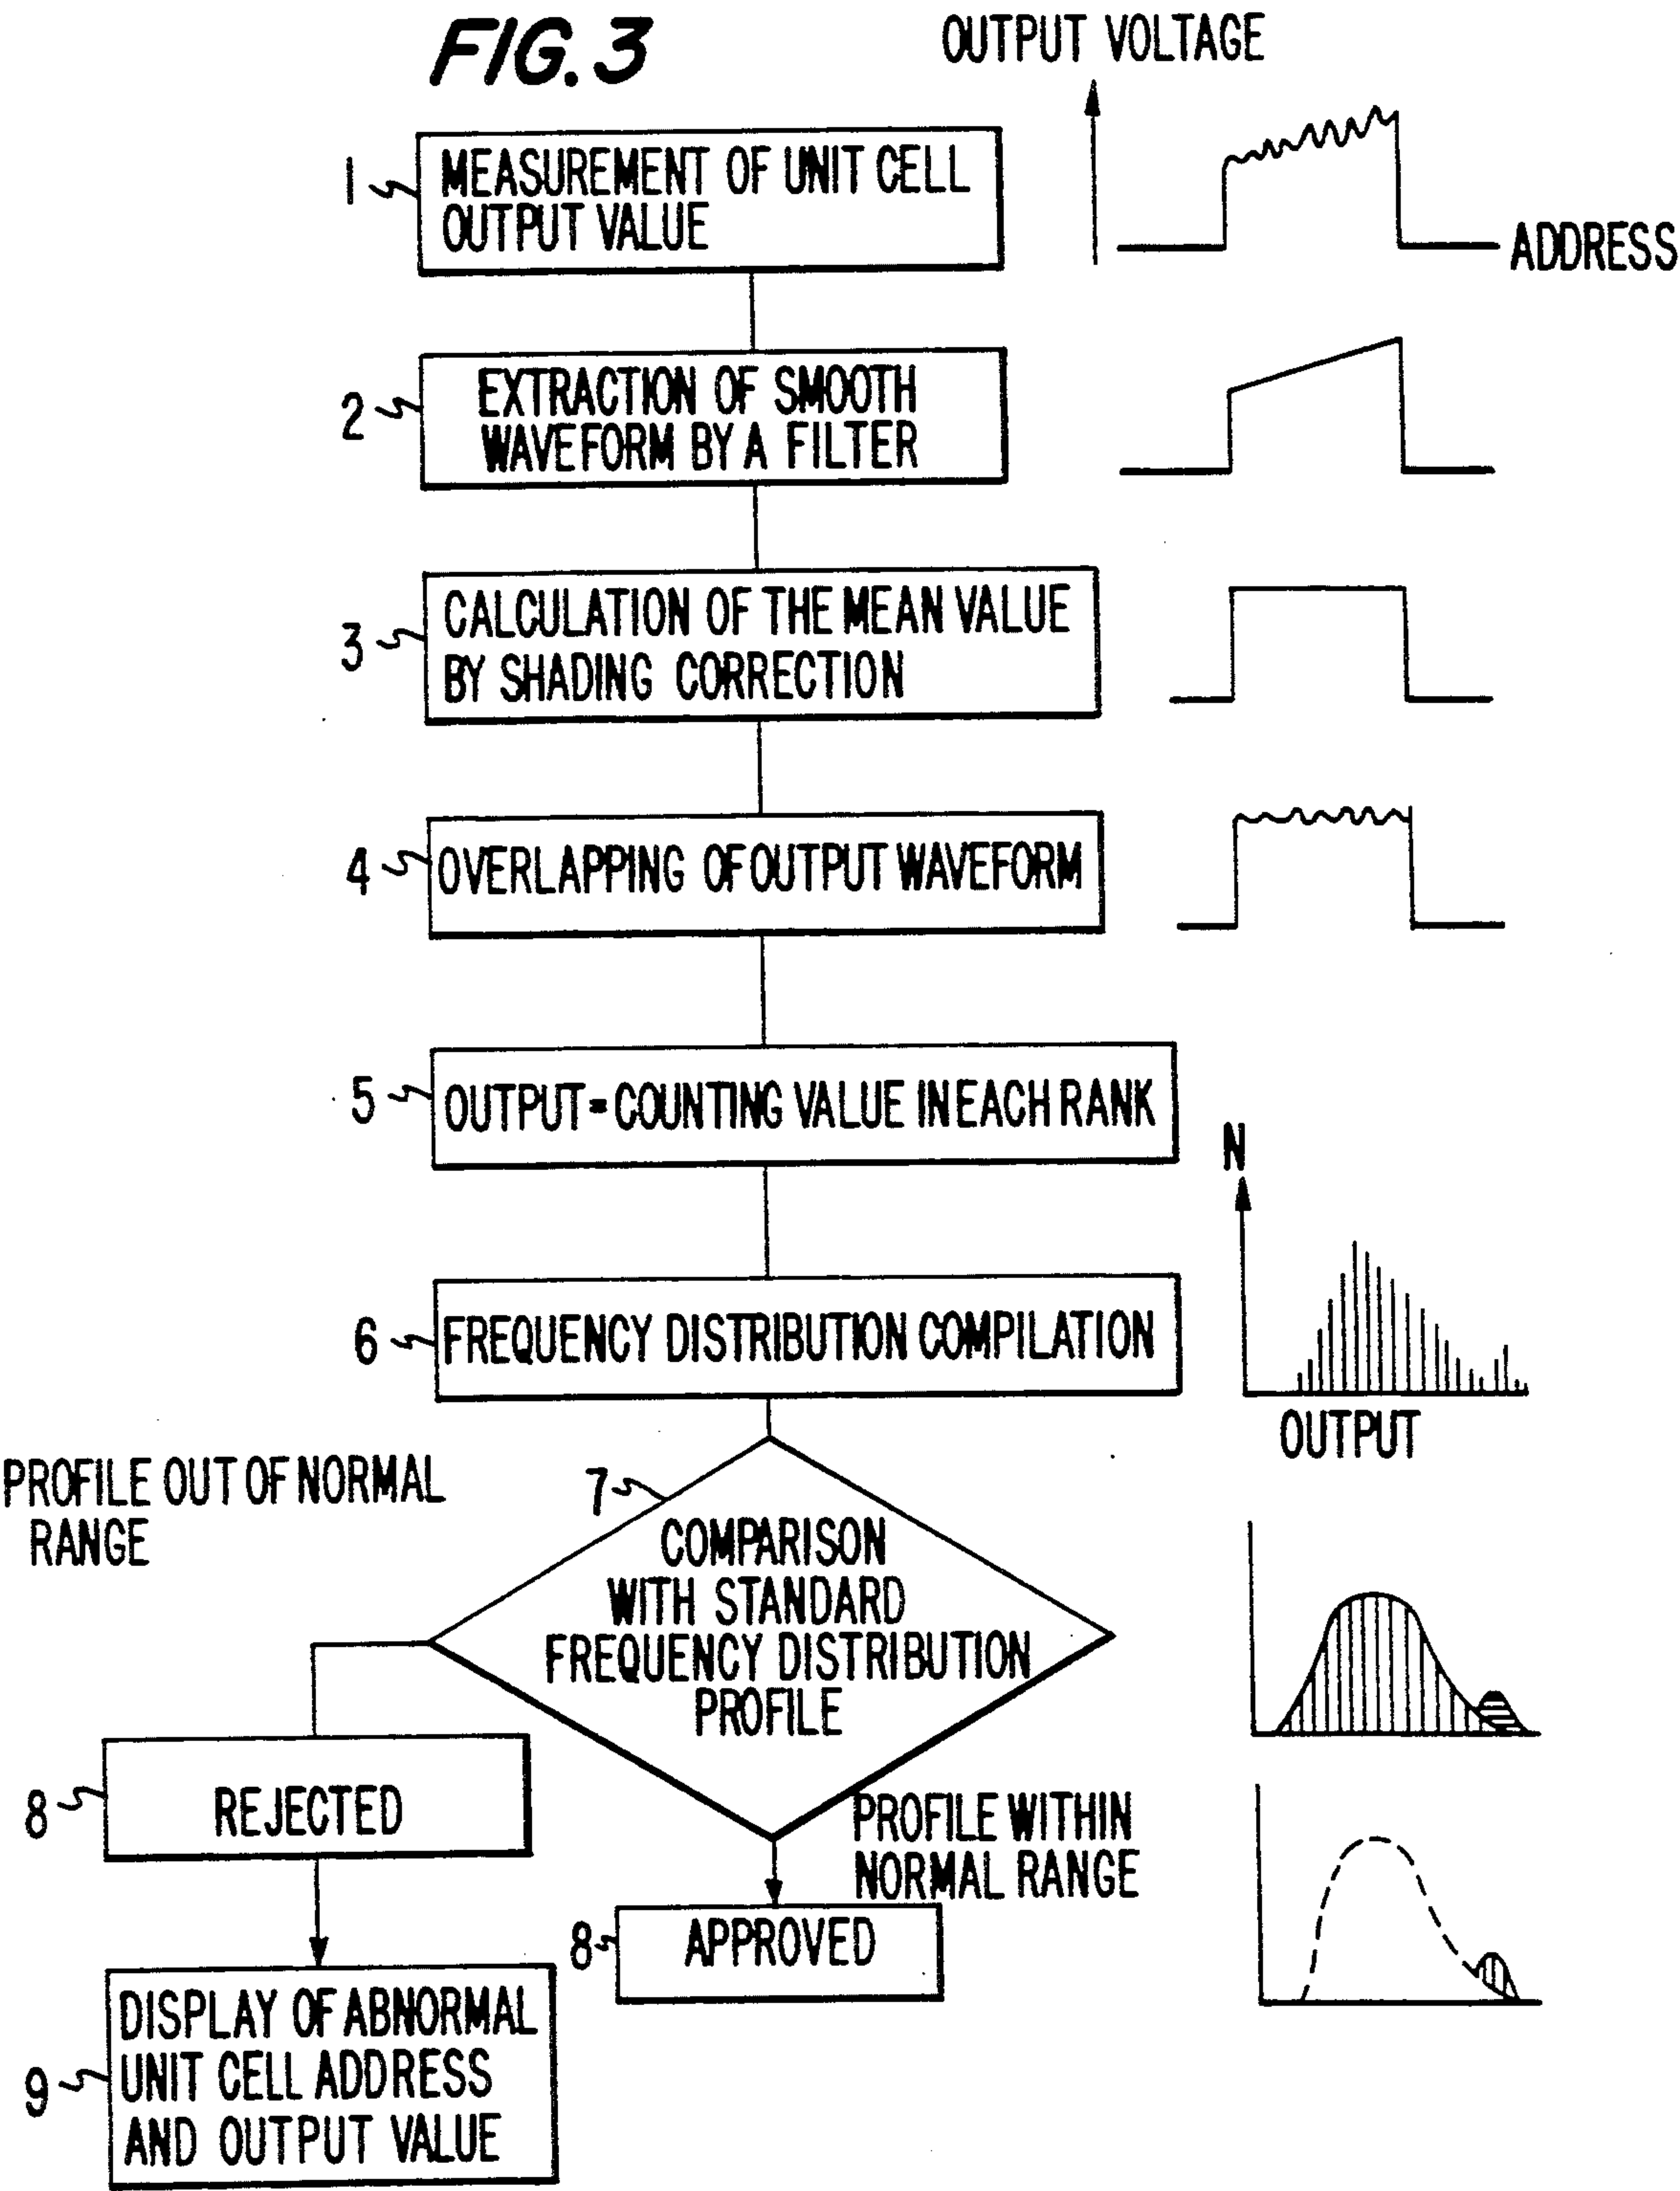 FIG. 3
OUTPUT VOLTAGE
1
MEASUREMENT OF UNIT CELL
OUTPUT VALUE
ADDRESS
2
EXTRACTION OF SMOOTH
WAVEFORM BY A FILTER
3
CALCULATION OF THE MEAN VALUE
BY SHADING CORRECTION
4
OVERLAPPING OF OUTPUT WAVEFORM
5
OUTPUT = COUNTING VALUE IN EACH RANK
N
6
FREQUENCY DISTRIBUTION COMPILATION
OUTPUT
PROFILE OUT OF NORMAL
RANGE
7
COMPARISON
WITH STANDARD
FREQUENCY DISTRIBUTION
PROFILE
8
REJECTED
PROFILE WITHIN
NORMAL RANGE
8
APPROVED
9
DISPLAY OF ABNORMAL
UNIT CELL ADDRESS
AND OUTPUT VALUE